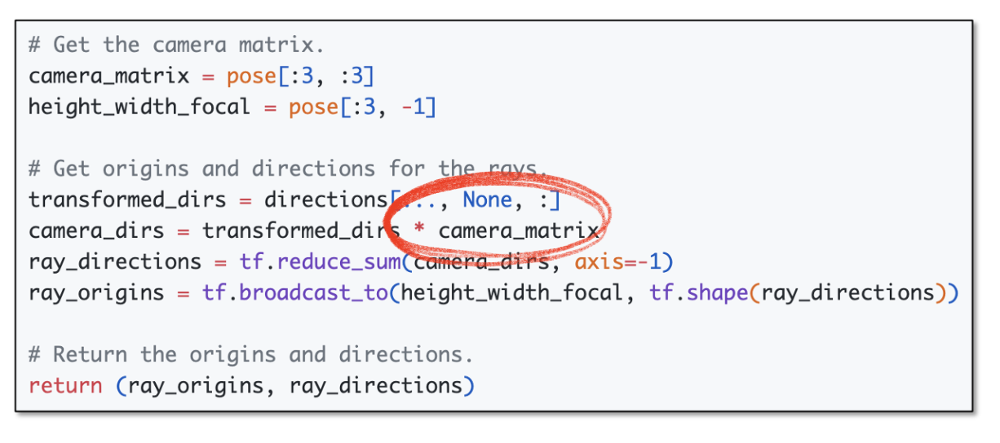 # Get the camera matrix.
camera_matrix = pose[:3, :3]
height_width_focal = pose[:3, -1]
# Get origins and directions for the rays.
transformed_dirs = directions[..., None, :]
camera_dirs = transformed_dirs * camera_matrix
ray_directions = tf.reduce_sum(camera_dirs, axis=-1)
ray_origins = tf.broadcast_to(height_width_focal, tf.shape(ray_directions))
# Return the origins and directions.
return (ray_origins, ray_directions)